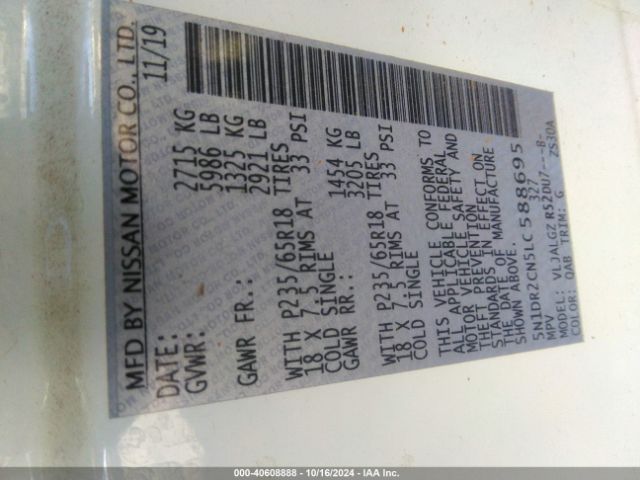 MFD BY NISSAN MOTOR CO., LTD.
DATE: 11/19
GVWR: 2715 KG
5986 LB
GAWR FR.: 1325 KG
2921 LB
WITH P235/65R18 TIRES
18 X 7.5 RIMS AT 33 PSI
COLD SINGLE
GAWR RR.: 1454 KG
3205 LB
WITH P235/65R18 TIRES
18 X 7.5 RIMS AT 33 PSI
COLD SINGLE
THIS VEHICLE CONFORMS TO
ALL APPLICABLE FEDERAL
MOTOR VEHICLE SAFETY AND
THEFT PREVENTION
STANDARDS IN EFFECT ON
THE DATE OF MANUFACTURE
SHOWN ABOVE.
5N1DR2CN5LC588695
MPV 327
MODEL: VLJALGZ R52DU7---B-
COLOR: QAB TRIM: G ZS30A
000-40608888 - 10/16/2024 - IAA Inc.